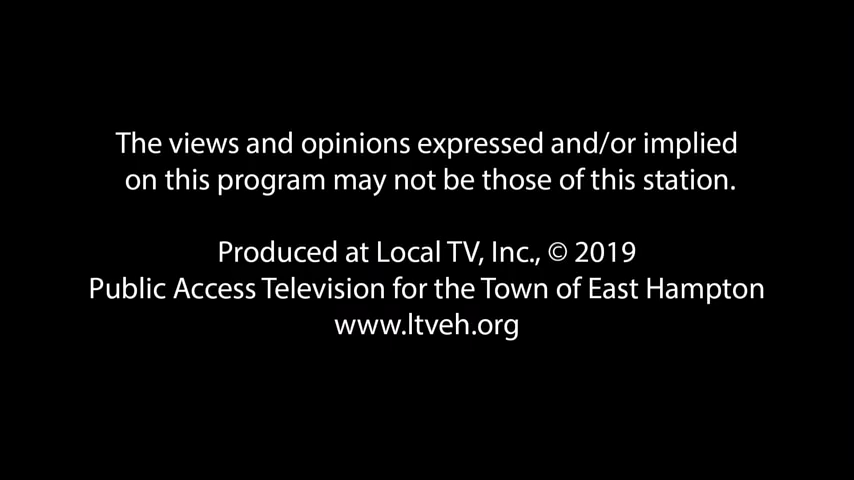 The views and opinions expressed and/or implied
on this program may not be those of this station.
Produced at Local TV, Inc., © 2019
Public Access Television for the Town of East Hampton
www.ltveh.org